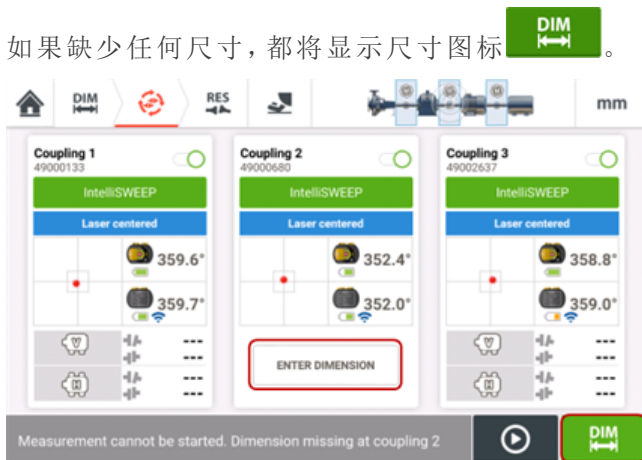 DIM
如果缺少任何尺寸，都将显示尺寸图标 。
DIM RES mm
Coupling 1 Coupling 2 Coupling 3
49000133 49000680 49002637
IntelliSWEEP IntelliSWEEP IntelliSWEEP
Laser centered Laser centered Laser centered
359.6° 352.4° 358.8°
359.7° 352.0° 359.0°
V --- ENTER DIMENSION V ---
--- ---
H --- H ---
--- ---
Measurement cannot be started. Dimension missing at coupling 2 DIM